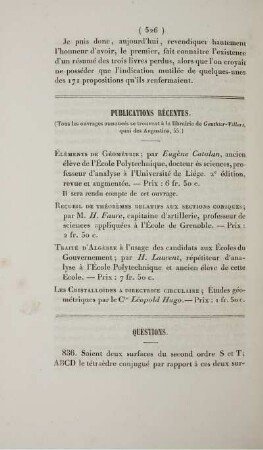 ( 526 )
Je puis donc, aujourd'hui, revendiquer hautement
l'honneur d'avoir, le premier, fait connaître l'existence
d'un résumé des trois livres perdus, alors que l'on croyait
ne posséder que l'indication mutilée de quelques-unes
des 171 propositions qu'ils renfermaient.
PUBLICATIONS RÉCENTES.
(Tous les ouvrages annoncés se trouvent à la librairie de Gauthier-Villars,
quai des Augustins, 55.)
ÉLÉMENTS DE GÉOMÉTRIE; par Eugène Catalan, ancien
élève de l'École Polytechnique, docteur ès sciences, pro-
fesseur d'analyse à l'Université de Liége. 2e édition,
revue et augmentée. — Prix : 6 fr. 50 c.
Il sera rendu compte de cet ouvrage.
RECUEIL DE THÉORÈMES RELATIFS AUX SECTIONS CONIQUES;
par M. H. Faure, capitaine d'artillerie, professeur de
sciences appliquées à l'École de Grenoble. — Prix :
2 fr. 50 c.
TRAITÉ D'ALGÈBRE à l'usage des candidats aux Écoles du
Gouvernement; par H. Laurent, répétiteur d'ana-
lyse à l'École Polytechnique et ancien élève de cette
École. — Prix : 7 fr. 50 c.
LES CRISTALLOÏDES A DIRECTRICE CIRCULAIRE; Études géo-
métriques par le Cte Léopold Hugo. — Prix : 1 fr. 50 c.
QUESTIONS.
830. Soient deux surfaces du second ordre S et T;
ABCD le tétraèdre conjugué par rapport à ces deux sur-